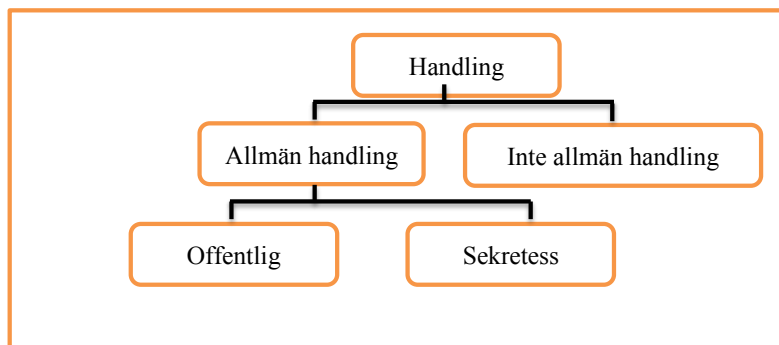 Handling
Allmän handling
Inte allmän handling
Offentlig
Sekretess